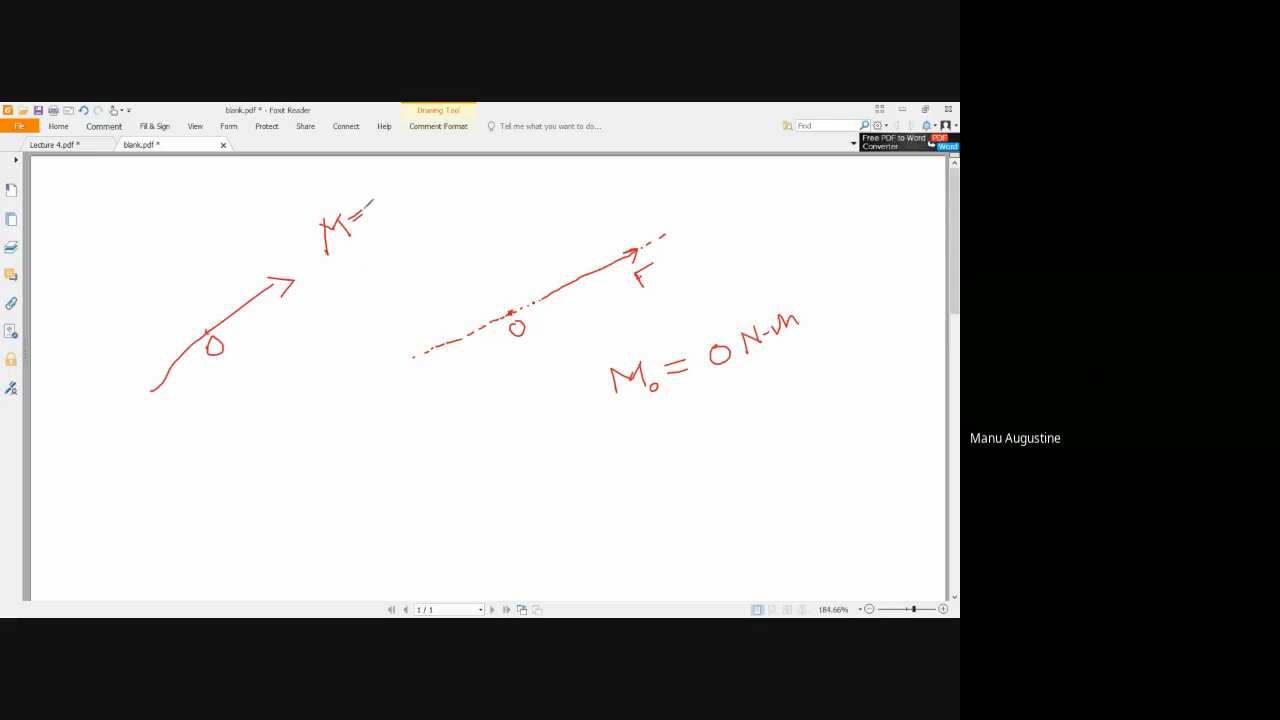 blank.pdf * - Foxit Reader
Drawing Tool
File Home Comment Fill & Sign View Form Protect Share Connect Help Comment Format Tell me what you want to do... Find
Lecture 4.pdf * blank.pdf *
Free PDF to Word
Converter
PDF
Word
M=
O
F
O
M₀ = 0 N-m
Manu Augustine
1 / 1
184.66%